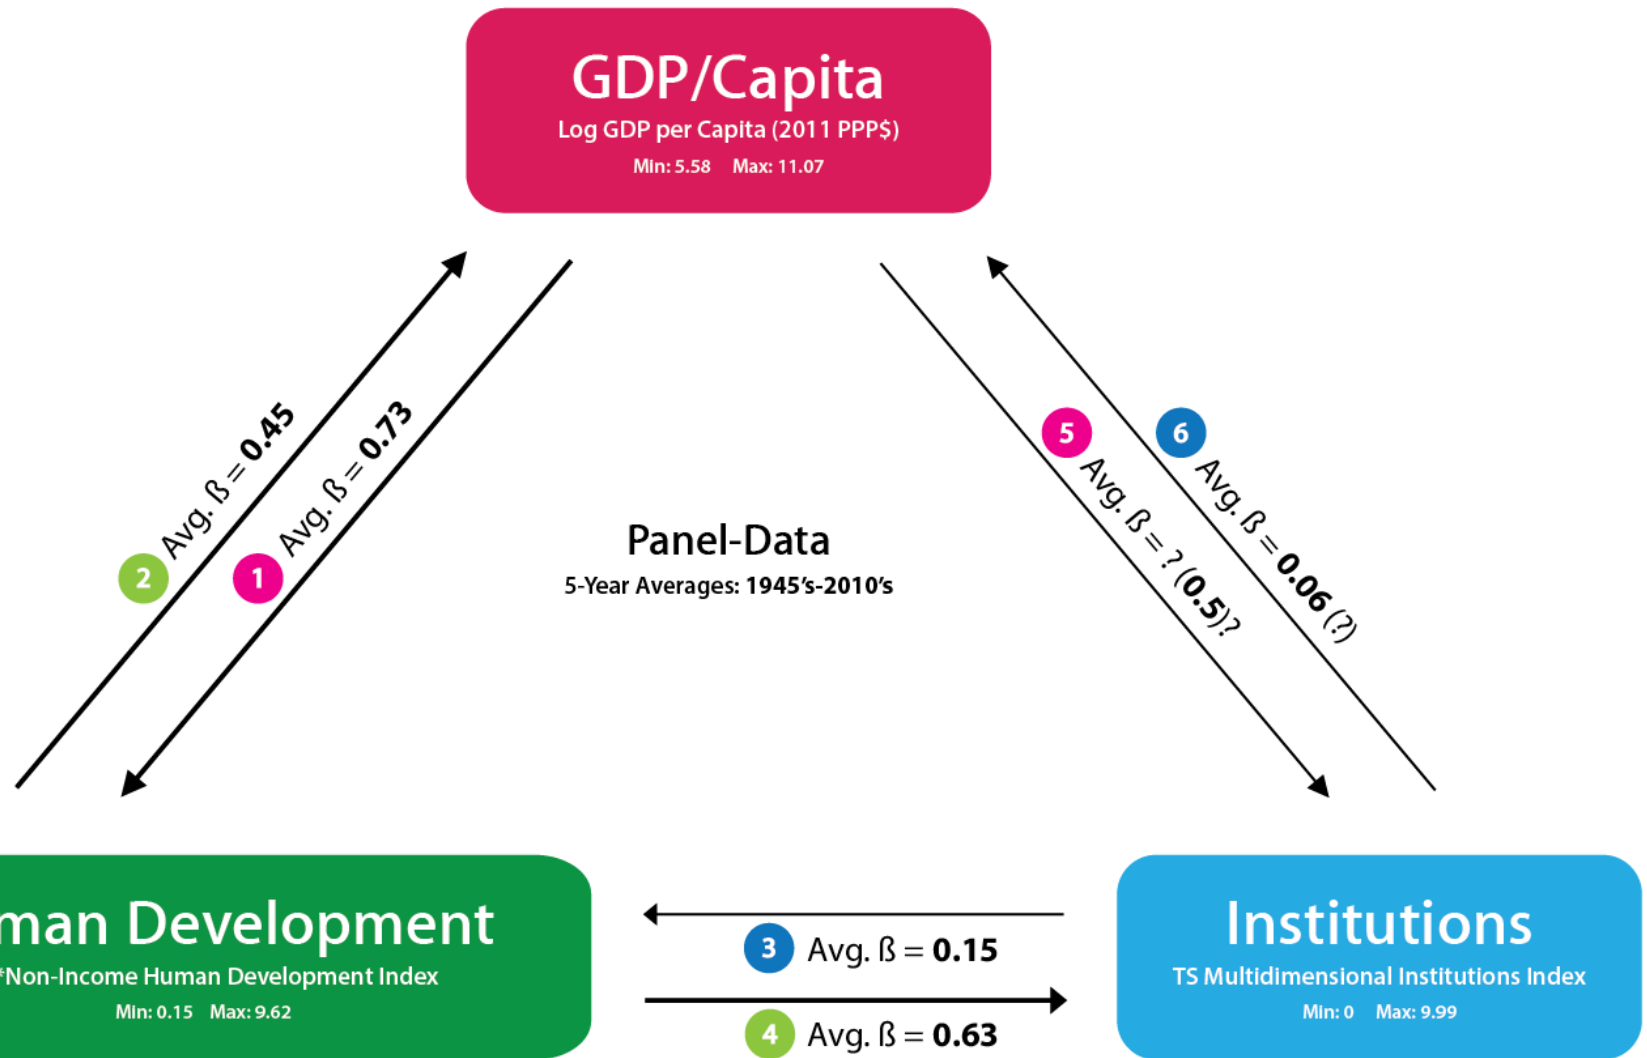 GDP/Capita
Log GDP per Capita (2011 PPP$)
Min: 5.58 Max: 11.07
2 Avg. ß = 0.45
1 Avg. ß = 0.73
5 Avg. ß = ? (0.5)?
6 Avg. ß = 0.06 (?)
Panel-Data
5-Year Averages: 1945’s-2010’s
man Development
*Non-Income Human Development Index
Min: 0.15 Max: 9.62
3 Avg. ß = 0.15
4 Avg. ß = 0.63
Institutions
TS Multidimensional Institutions Index
Min: 0 Max: 9.99